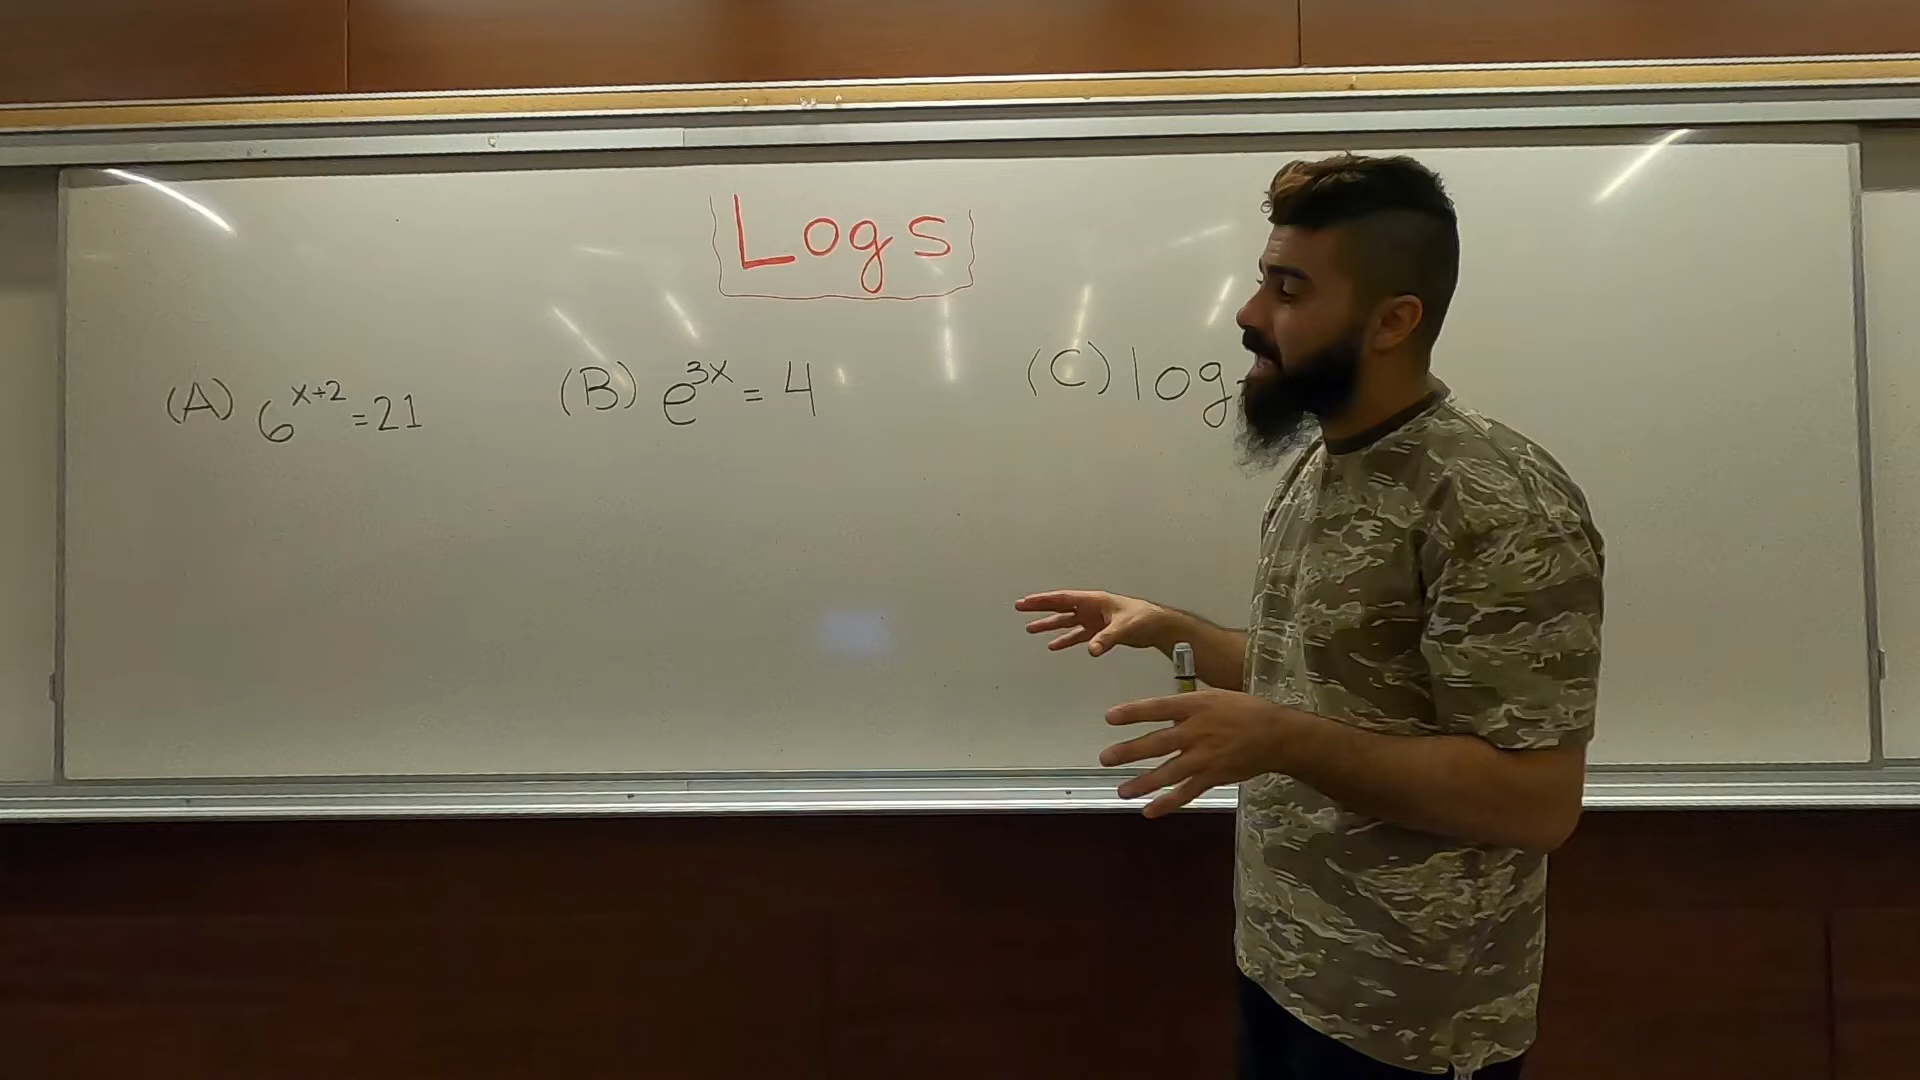 Logs
(A) 6^{x+2} = 21
(B) e^{3x} = 4
(C) log